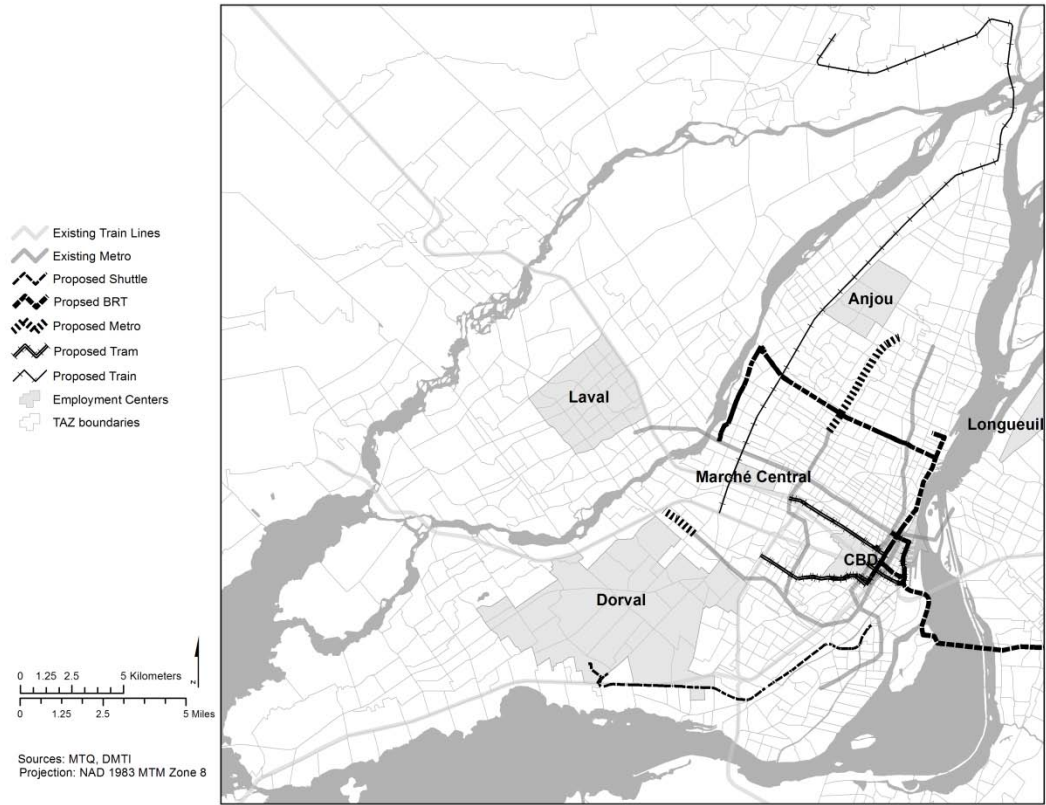 Existing Train Lines
Existing Metro
Proposed Shuttle
Propsed BRT
Proposed Metro
Proposed Tram
Proposed Train
Employment Centers
TAZ boundaries
Anjou
Laval
Longueuil
Marché Central
CBD
Dorval
z
0 1.25 2.5 5 Kilometers
0 1.25 2.5 5 Miles
Sources: MTQ, DMTI
Projection: NAD 1983 MTM Zone 8